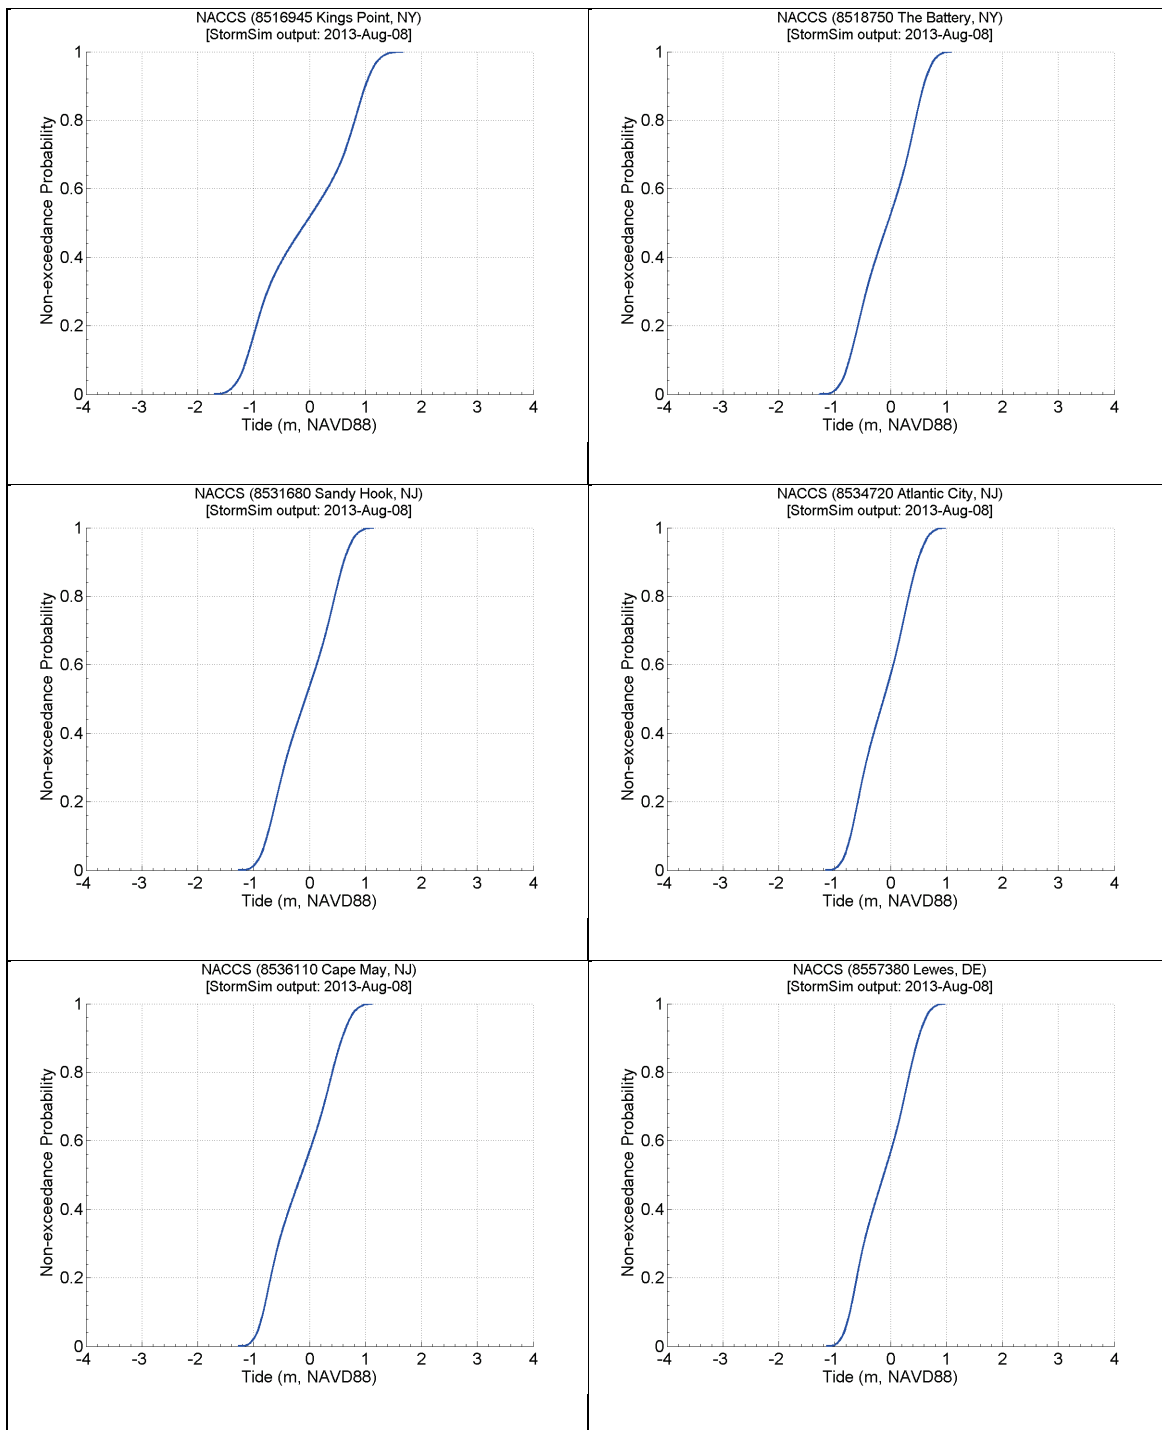 NACCS (8516945 Kings Point, NY)
[StormSim output: 2013-Aug-08]
Non-exceedance Probability
1
0.8
0.6
0.4
0.2
0
-4 -3 -2 -1 0 1 2 3 4
Tide (m, NAVD88)
NACCS (8518750 The Battery, NY)
[StormSim output: 2013-Aug-08]
Non-exceedance Probability
1
0.8
0.6
0.4
0.2
0
-4 -3 -2 -1 0 1 2 3 4
Tide (m, NAVD88)
NACCS (8531680 Sandy Hook, NJ)
[StormSim output: 2013-Aug-08]
Non-exceedance Probability
1
0.8
0.6
0.4
0.2
0
-4 -3 -2 -1 0 1 2 3 4
Tide (m, NAVD88)
NACCS (8534720 Atlantic City, NJ)
[StormSim output: 2013-Aug-08]
Non-exceedance Probability
1
0.8
0.6
0.4
0.2
0
-4 -3 -2 -1 0 1 2 3 4
Tide (m, NAVD88)
NACCS (8536110 Cape May, NJ)
[StormSim output: 2013-Aug-08]
Non-exceedance Probability
1
0.8
0.6
0.4
0.2
0
-4 -3 -2 -1 0 1 2 3 4
Tide (m, NAVD88)
NACCS (8557380 Lewes, DE)
[StormSim output: 2013-Aug-08]
Non-exceedance Probability
1
0.8
0.6
0.4
0.2
0
-4 -3 -2 -1 0 1 2 3 4
Tide (m, NAVD88)